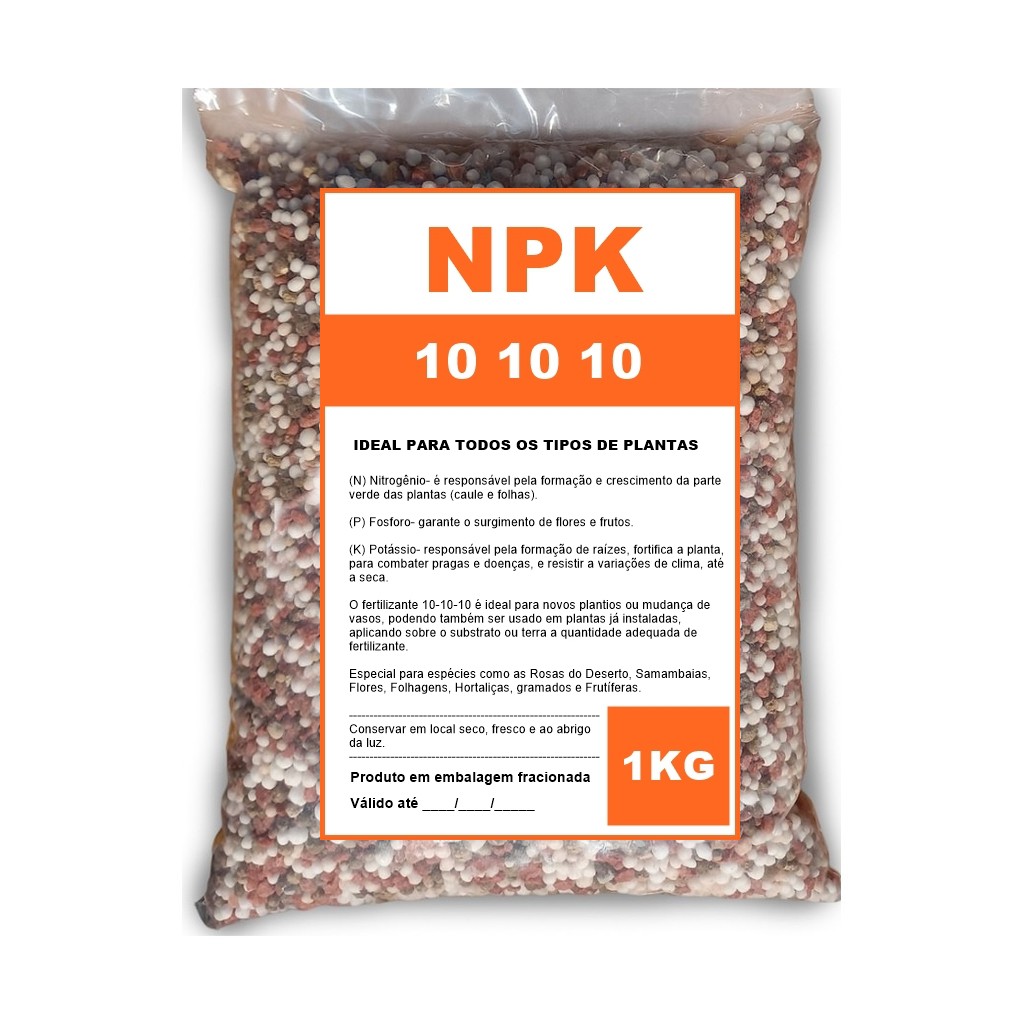 NPK
10 10 10
IDEAL PARA TODOS OS TIPOS DE PLANTAS
(N) Nitrogênio- é responsável pela formação e crescimento da parte
verde das plantas (caule e folhas).
(P) Fosforo- garante o surgimento de flores e frutos.
(K) Potássio- responsável pela formação de raízes, fortifica a planta,
para combater pragas e doenças, e resistir a variações de clima, até
a seca.
O fertilizante 10-10-10 é ideal para novos plantios ou mudança de
vasos, podendo também ser usado em plantas já instaladas,
aplicando sobre o substrato ou terra a quantidade adequada de
fertilizante.
Especial para espécies como as Rosas do Deserto, Samambaias,
Flores, Folhagens, Hortaliças, gramados e Frutíferas.
Conservar em local seco, fresco e ao abrigo
da luz.
Produto em embalagem fracionada
Válido até ____/____/_____
1KG